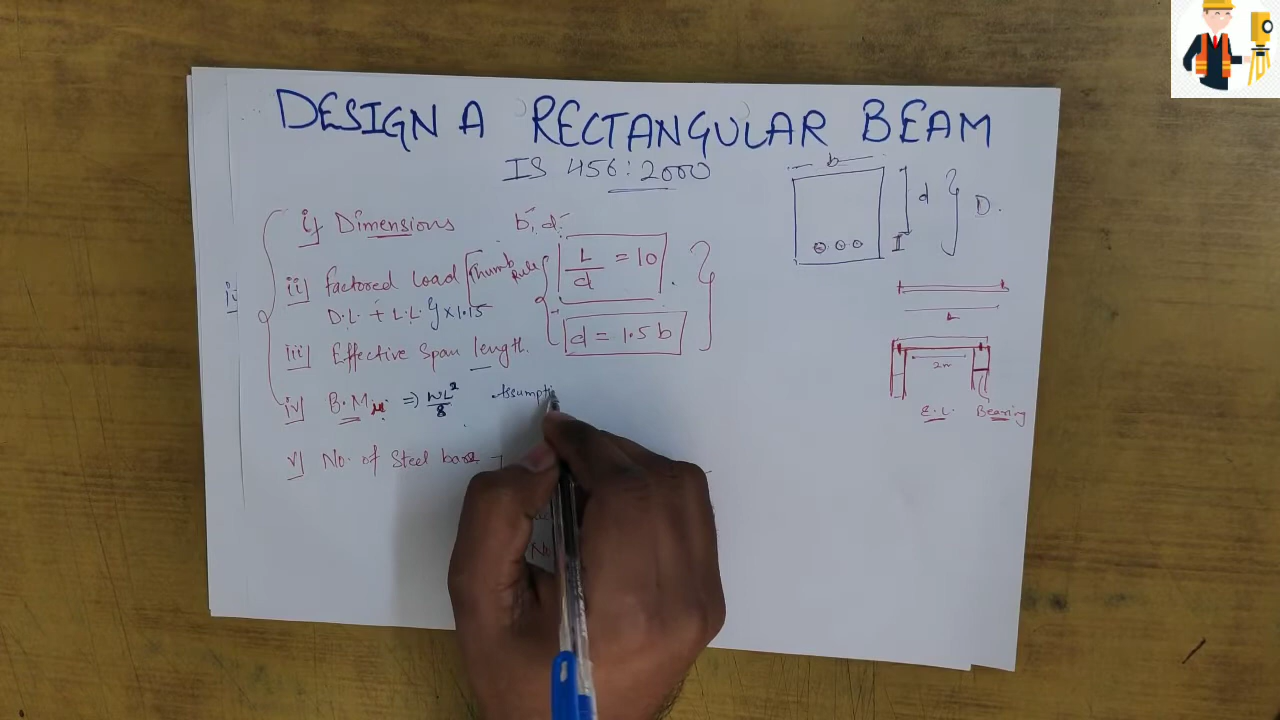 DESIGN A RECTANGULAR BEAM
IS 456:2000
i] Dimensions b, d
ii] Factored Load [Thumb Rule { L/d = 10
D.L. + L.L. } x 1.15
d = 1.5 b
iii] Effective Span length.
iv] B.M => wL²/8 Assumpti
v] No. of Steel bars
b
d
D.
L
2m
E.L. Bearing